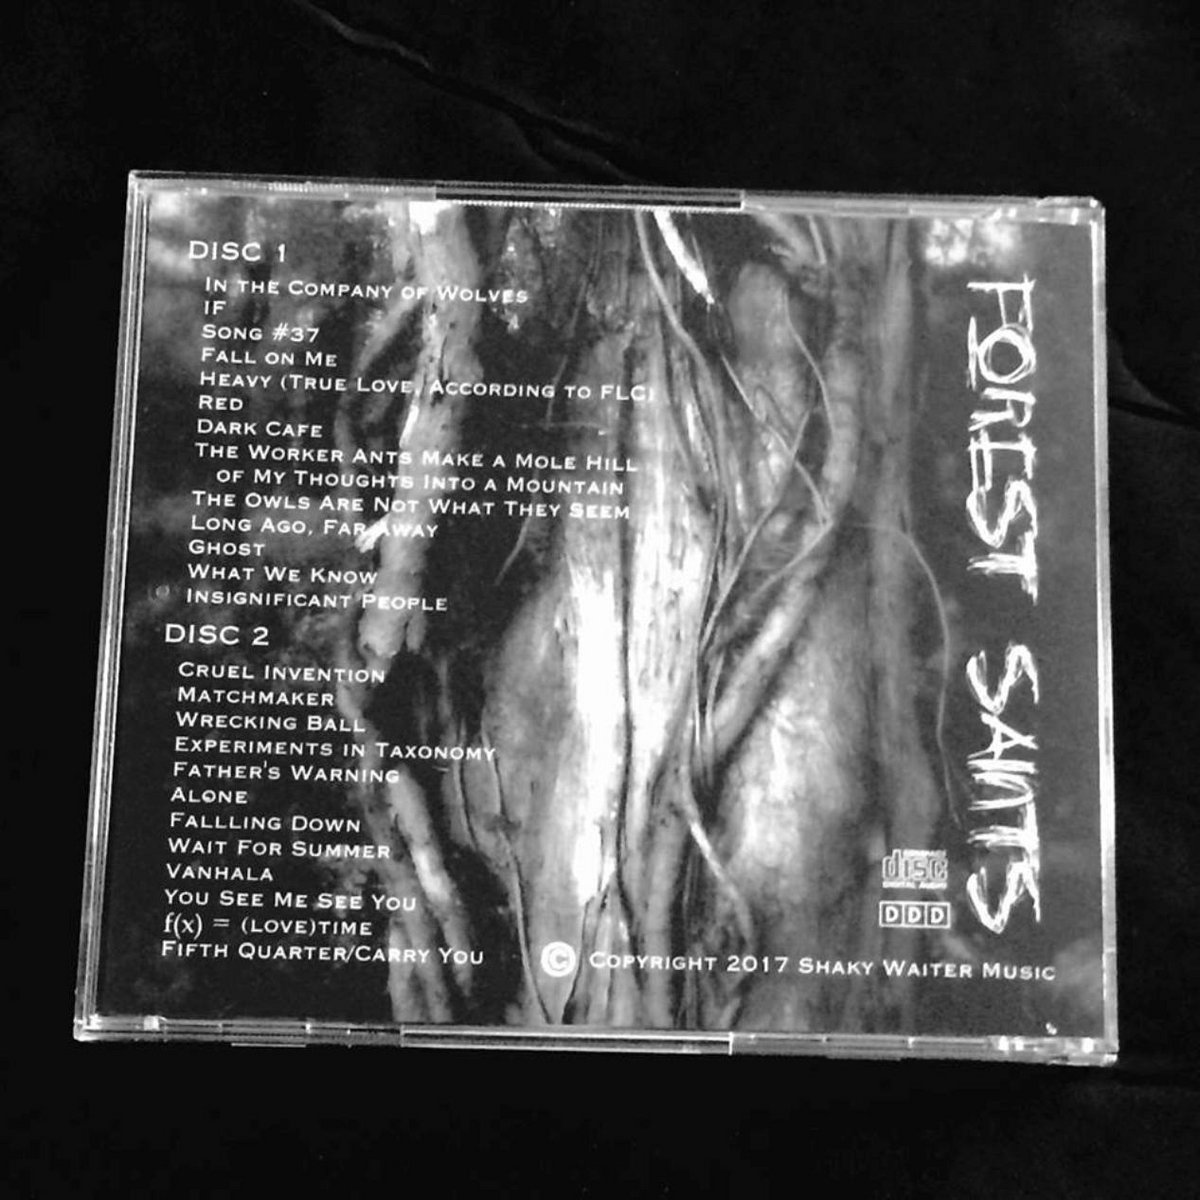 DISC 1
In the Company of Wolves
IF
Song #37
Fall on Me
Heavy (True Love, According to FLC)
Red
Dark Cafe
The Worker Ants Make a Mole Hill
of My Thoughts Into a Mountain
The Owls Are Not What They Seem
Long Ago, Far Away
Ghost
What We Know
Insignificant People
DISC 2
Cruel Invention
Matchmaker
Wrecking Ball
Experiments in Taxonomy
Father's Warning
Alone
Fallling Down
Wait For Summer
Vanhala
You See Me See You
f(x) = (love)time
Fifth Quarter/Carry You
© Copyright 2017 Shaky Waiter Music
FOREST SAINTS
COMPACT
disc
DIGITAL AUDIO
DDD